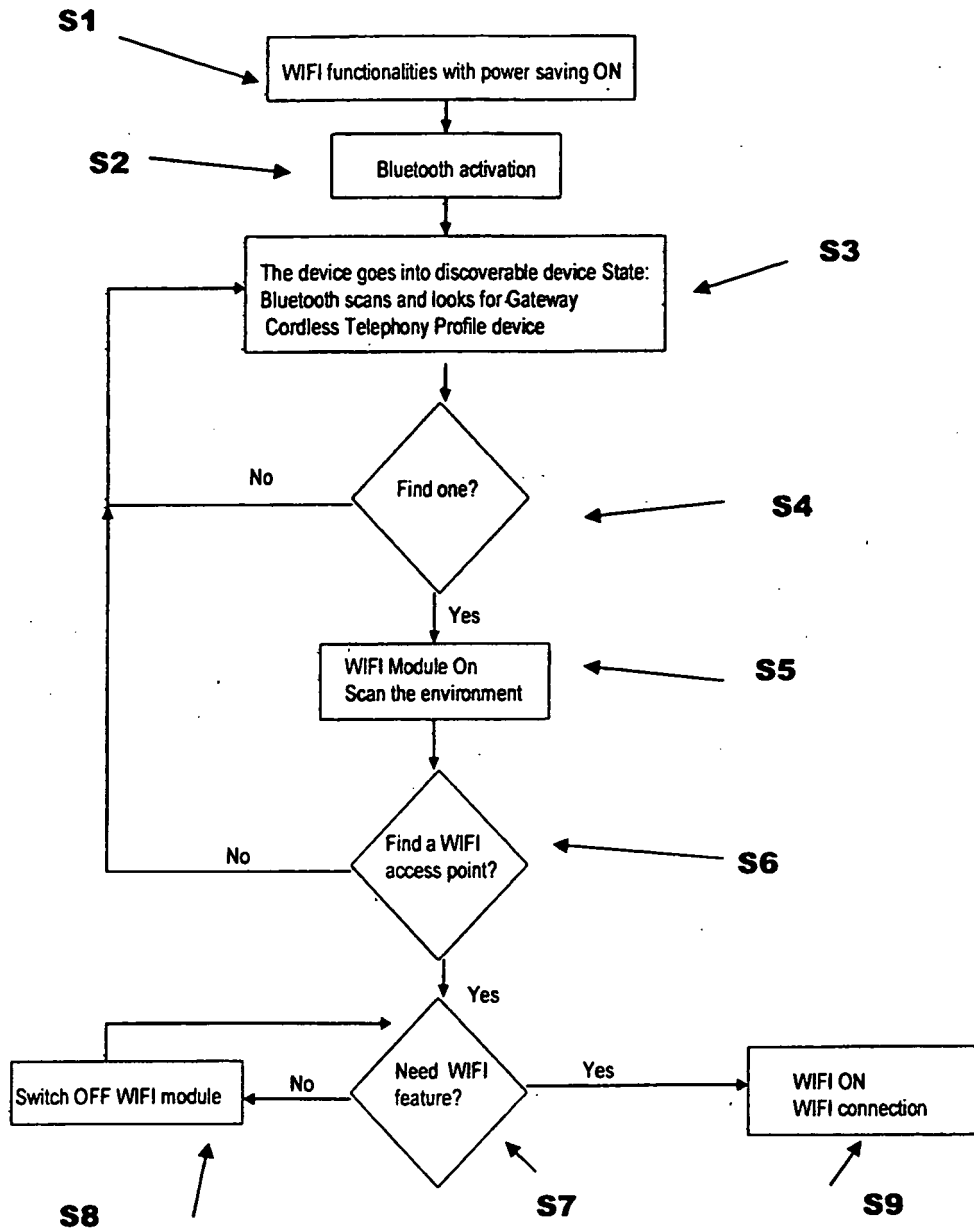 S1
WIFI functionalities with power saving ON
S2
Bluetooth activation
S3
The device goes into discoverable device State:
Bluetooth scans and looks for Gateway
Cordless Telephony Profile device
No
Find one?
S4
Yes
WIFI Module On
Scan the environment
S5
No
Find a WIFI
access point?
S6
Yes
Switch OFF WIFI module
No
Need WIFI
feature?
Yes
WIFI ON
WIFI connection
S8
S7
S9